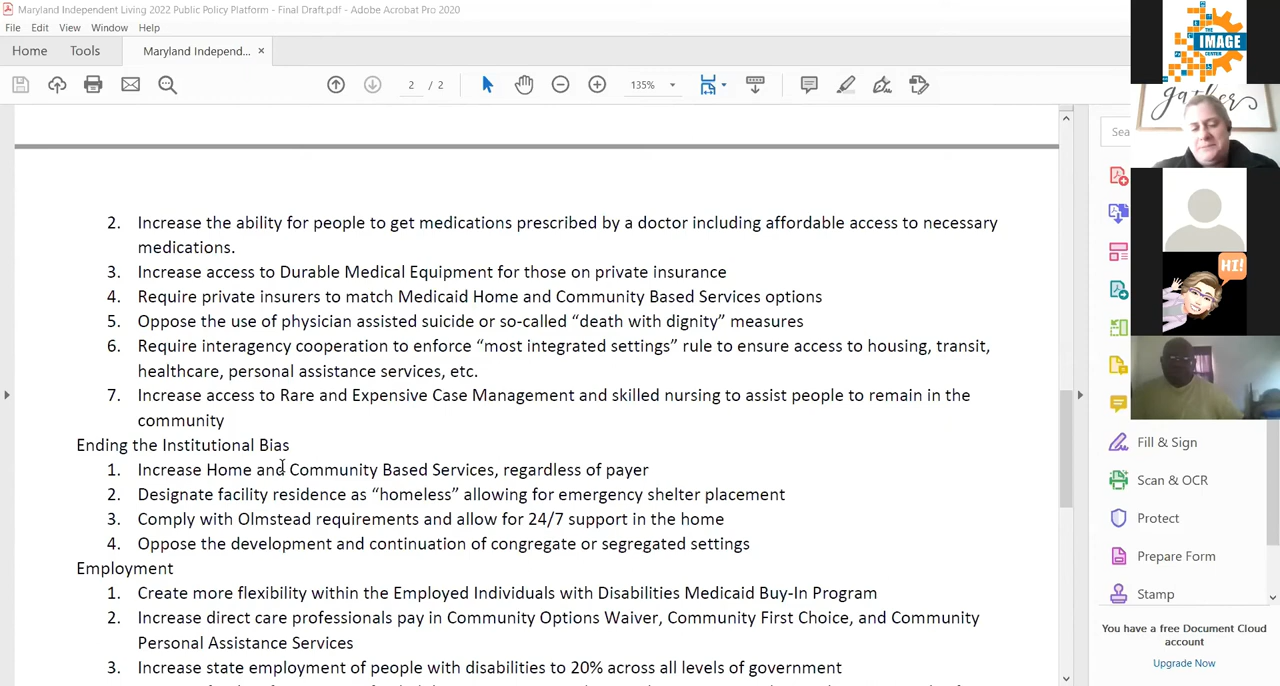 Maryland Independent Living 2022 Public Policy Platform - Final Draft.pdf - Adobe Acrobat Pro 2020
File Edit View Window Help
Home Tools Maryland Independ... ×
2 / 2 135%
2. Increase the ability for people to get medications prescribed by a doctor including affordable access to necessary
medications.
3. Increase access to Durable Medical Equipment for those on private insurance
4. Require private insurers to match Medicaid Home and Community Based Services options
5. Oppose the use of physician assisted suicide or so-called “death with dignity” measures
6. Require interagency cooperation to enforce “most integrated settings” rule to ensure access to housing, transit,
healthcare, personal assistance services, etc.
7. Increase access to Rare and Expensive Case Management and skilled nursing to assist people to remain in the
community
Ending the Institutional Bias
1. Increase Home and Community Based Services, regardless of payer
2. Designate facility residence as “homeless” allowing for emergency shelter placement
3. Comply with Olmstead requirements and allow for 24/7 support in the home
4. Oppose the development and continuation of congregate or segregated settings
Employment
1. Create more flexibility within the Employed Individuals with Disabilities Medicaid Buy-In Program
2. Increase direct care professionals pay in Community Options Waiver, Community First Choice, and Community
Personal Assistance Services
3. Increase state employment of people with disabilities to 20% across all levels of government
Sea
Fill & Sign
Scan & OCR
Protect
Prepare Form
Stamp
You have a free Document Cloud
account
Upgrade Now
THE
IMAGE
CENTER
gather
HI!